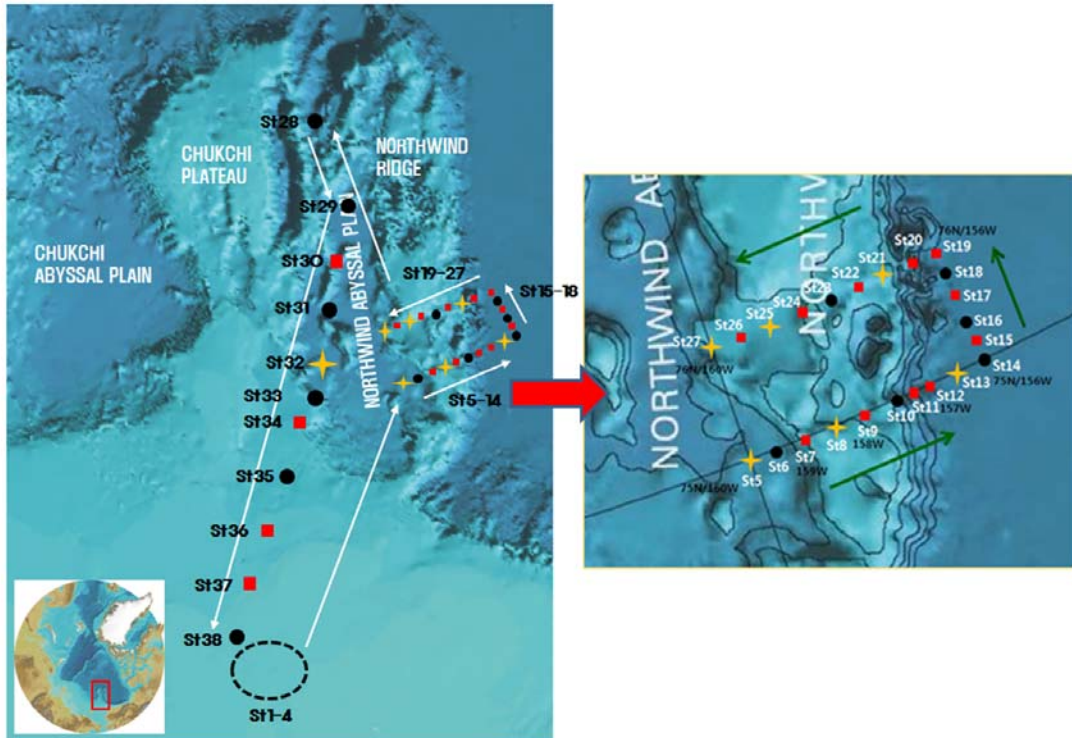 St28
CHUKCHI
PLATEAU
NORTHWIND
RIDGE
St29
CHUKCHI
ABYSSAL PLAIN
NORTHWIND ABYSSAL PLAIN
St30
St19-27
St15-18
St31
St32
St33
St34
St5-14
St35
St36
St37
St38
St1-4
NORTHWIND AB
NORTHW
76N/156W
St20
St19
St21
St18
St22
St17
St23
St24
St16
St25
St26
St15
St27
St14
76N/160W
St13
75N/156W
St12
St11
157W
St10
St9
158W
St8
St7
159W
St6
St5
75N/160W